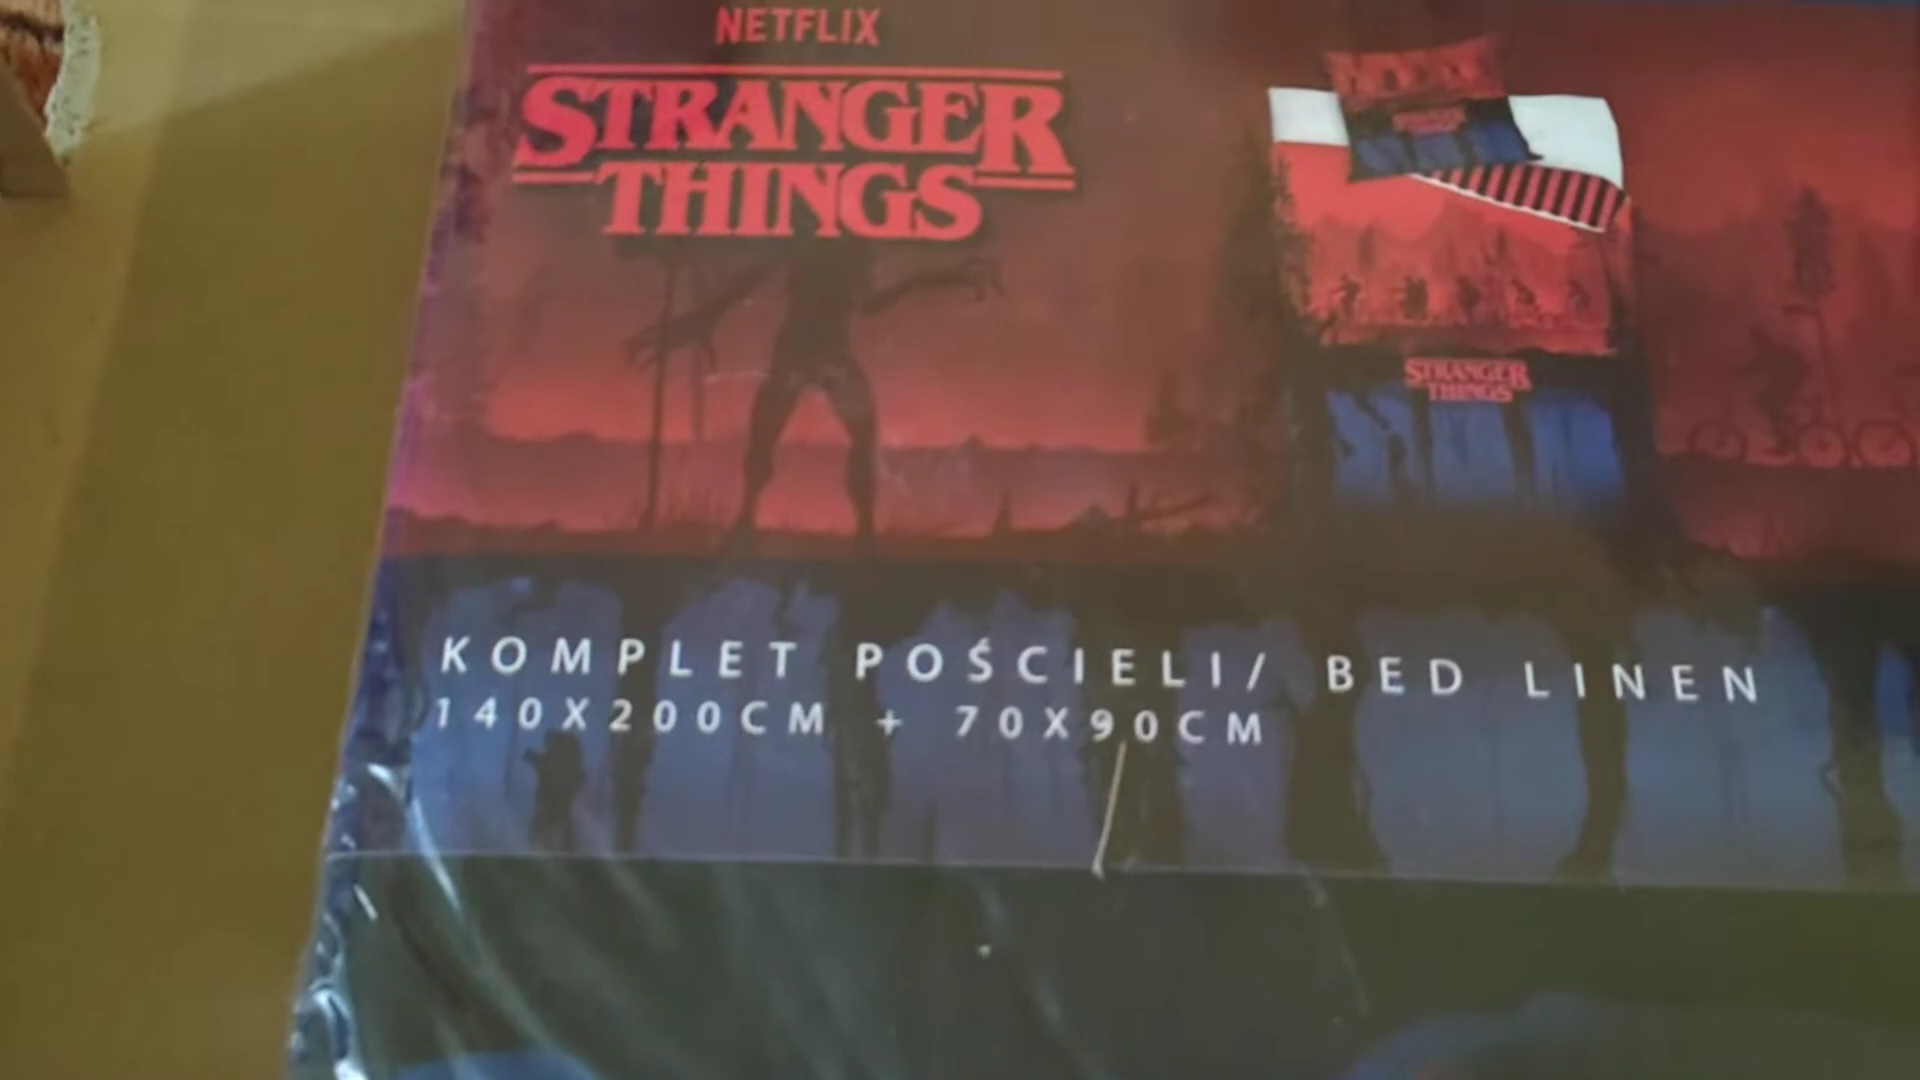 NETFLIX
STRANGER
THINGS
STRANGER
THINGS
KOMPLET POŚCIELI/ BED LINEN
140X200CM + 70X90CM